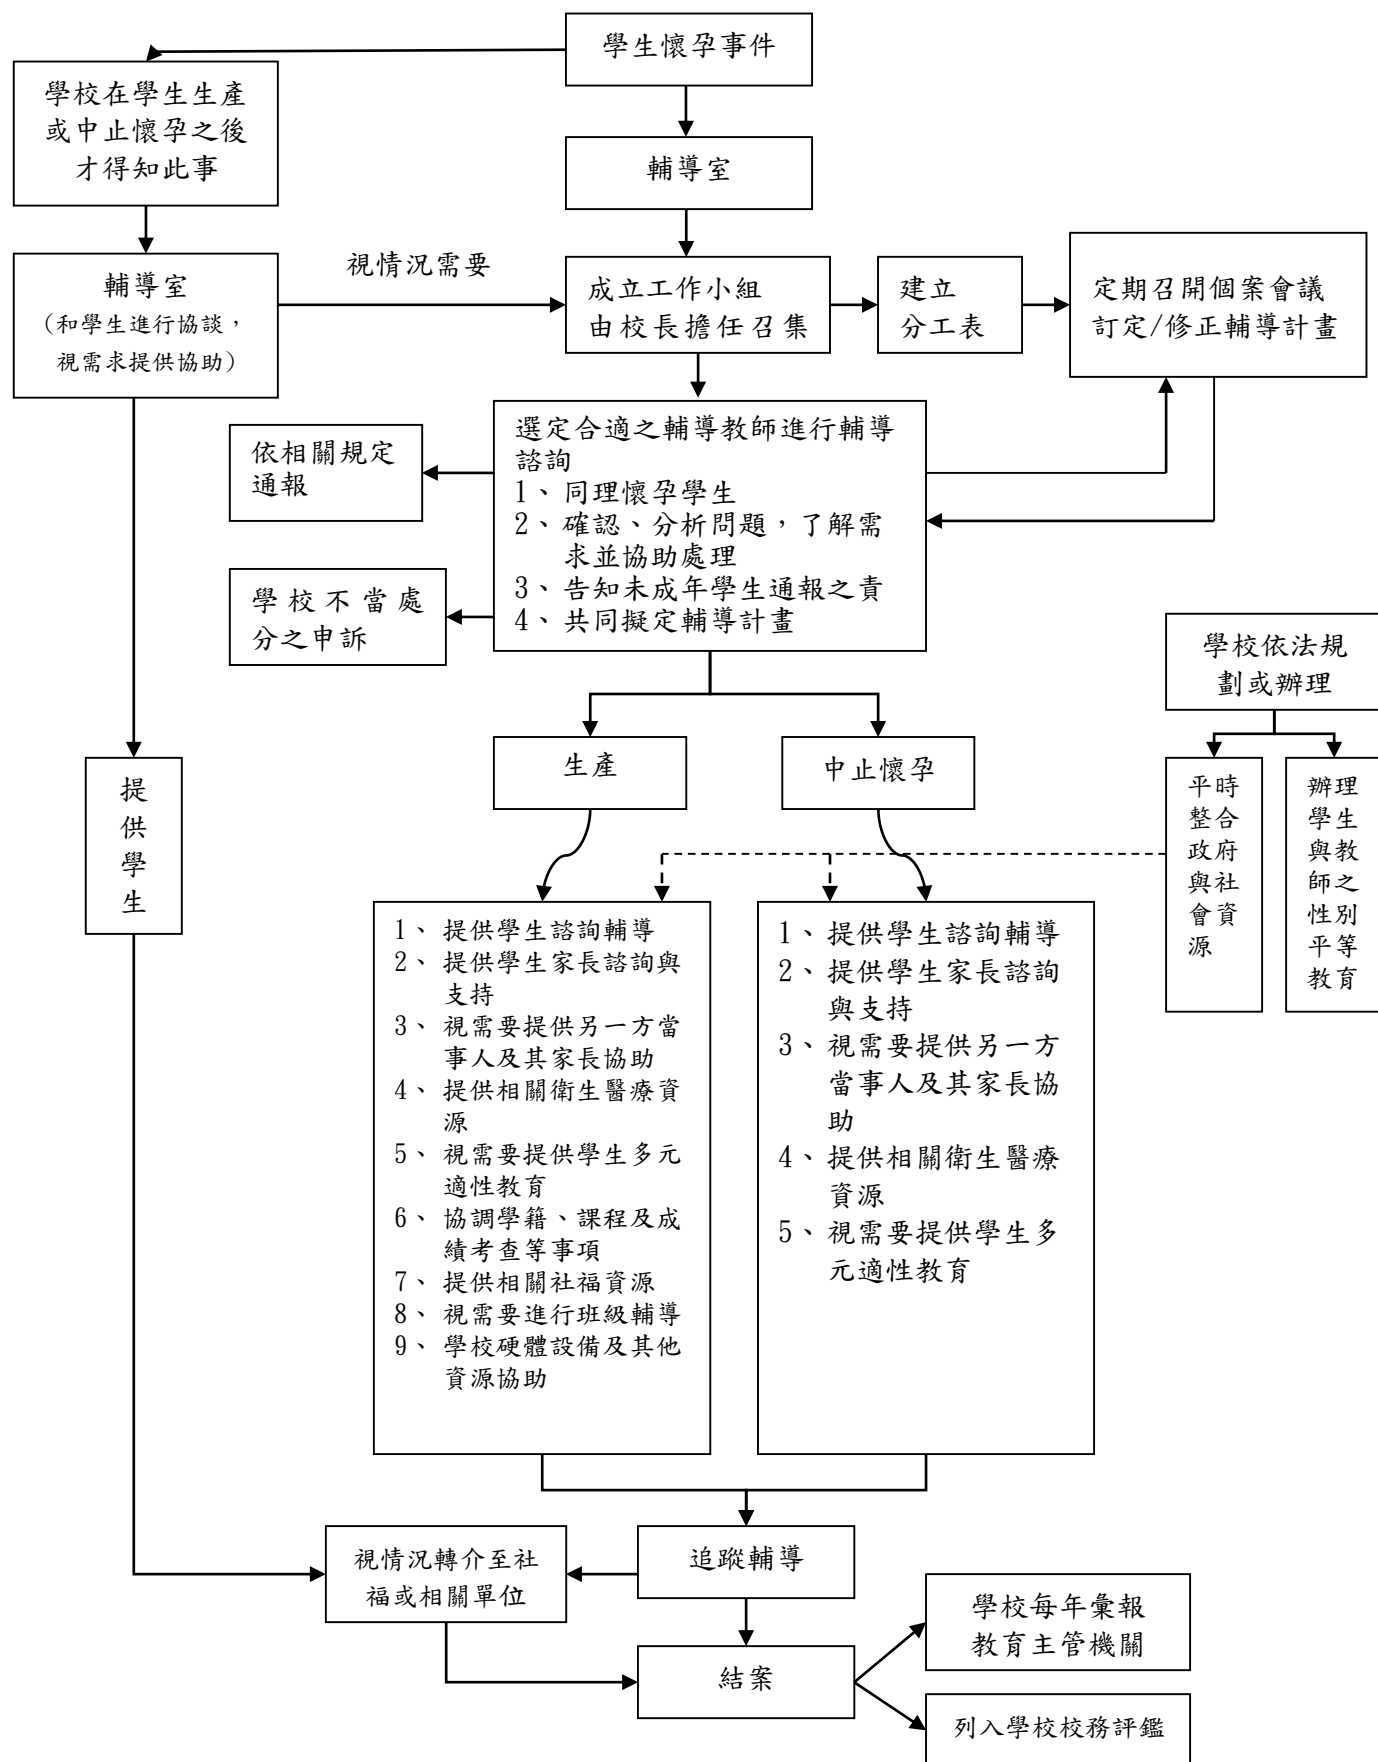 學生懷孕事件
學校在學生生產
或中止懷孕之後
才得知此事
輔導室
輔導室
(和學生進行協談，
視需求提供協助)
視情況需要
成立工作小組
由校長擔任召集
建立
分工表
定期召開個案會議
訂定/修正輔導計畫
選定合適之輔導教師進行輔導
諮詢
1、 同理懷孕學生
2、 確認、分析問題，了解需
求並協助處理
3、 告知未成年學生通報之責
4、 共同擬定輔導計畫
依相關規定
通報
學校不當處
分之申訴
學校依法規
劃或辦理
生產
中止懷孕
提
供
學
生
平時
整合
政府
與社
會資
源
辦理
學生
與教
師之
性別
平等
教育
1、 提供學生諮詢輔導
2、 提供學生家長諮詢與
支持
3、 視需要提供另一方當
事人及其家長協助
4、 提供相關衛生醫療資
源
5、 視需要提供學生多元
適性教育
6、 協調學籍、課程及成
績考查等事項
7、 提供相關社福資源
8、 視需要進行班級輔導
9、 學校硬體設備及其他
資源協助
1、 提供學生諮詢輔導
2、 提供學生家長諮詢
與支持
3、 視需要提供另一方
當事人及其家長協
助
4、 提供相關衛生醫療
資源
5、 視需要提供學生多
元適性教育
視情況轉介至社
福或相關單位
追蹤輔導
結案
學校每年彙報
教育主管機關
列入學校校務評鑑